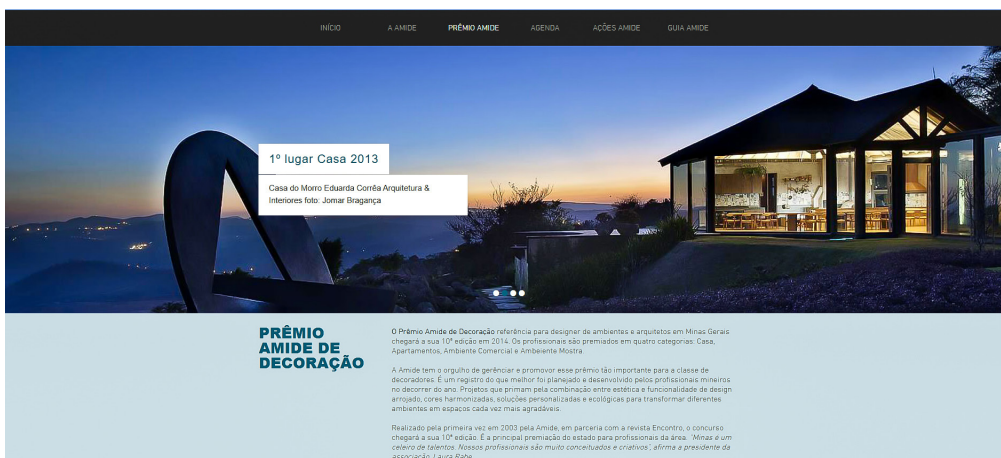 INÍCIO A AMIDE PRÊMIO AMIDE AGENDA AÇÕES AMIDE GUIA AMIDE
1º lugar Casa 2013
Casa do Morro Eduarda Corrêa Arquitetura &
Interiores foto: Jomar Bragança
PRÊMIO
AMIDE DE
DECORAÇÃO
O Prêmio Amide de Decoração referência para designer de ambientes e arquitetos em Minas Gerais
chegará a sua 10ª edição em 2014. Os profissionais são premiados em quatro categorias: Casa,
Apartamentos, Ambiente Comercial e Ambeiente Mostra.
A Amide tem o orgulho de gerênciar e promover esse prêmio tão importante para a classe de
decoradores. É um registro do que melhor foi planejado e desenvolvido pelos profissionais mineiros
no decorrer do ano. Projetos que primam pela combinação entre estética e funcionalidade de design
arrojado, cores harmonizadas, soluções personalizadas e ecológicas para transformar diferentes
ambientes em espaços cada vez mais agradáveis.
Realizado pela primeira vez em 2003 pela Amide, em parceria com a revista Encontro, o concurso
chegará a sua 10ª edição. É a principal premiação do estado para profissionais da área. "Minas é um
celeiro de talentos. Nossos profissionais são muito conceituados e criativos", afirma a presidente da
associação, Laura Rabe